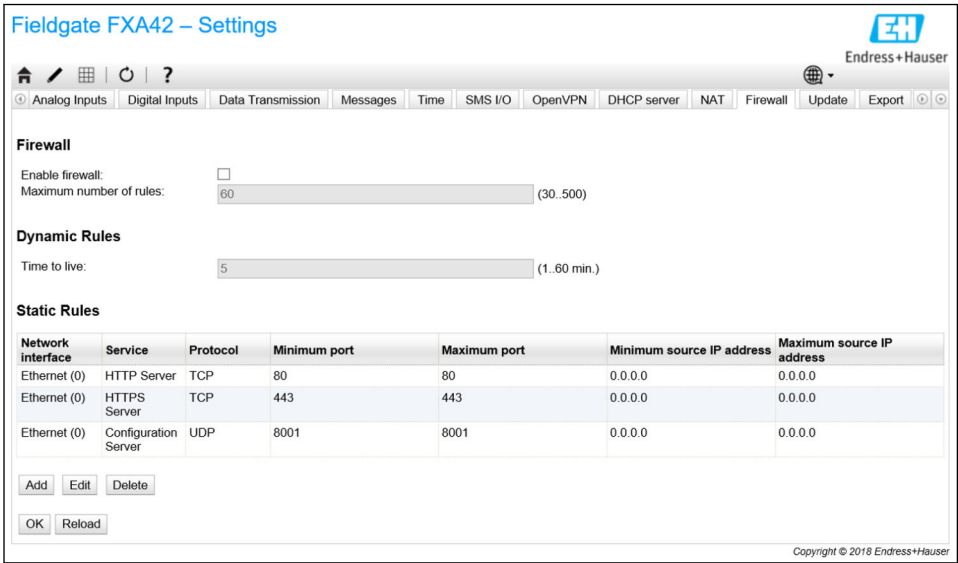 Fieldgate FXA42 – Settings
EH
Endress+Hauser
?
Analog Inputs Digital Inputs Data Transmission Messages Time SMS I/O OpenVPN DHCP server NAT Firewall Update Export
Firewall
Enable firewall:
Maximum number of rules: 60 (30..500)
Dynamic Rules
Time to live: 5 (1..60 min.)
Static Rules
Network interface Service Protocol Minimum port Maximum port Minimum source IP address Maximum source IP address
Ethernet (0) HTTP Server TCP 80 80 0.0.0.0 0.0.0.0
Ethernet (0) HTTPS Server TCP 443 443 0.0.0.0 0.0.0.0
Ethernet (0) Configuration Server UDP 8001 8001 0.0.0.0 0.0.0.0
Add Edit Delete
OK Reload
Copyright © 2018 Endress+Hauser